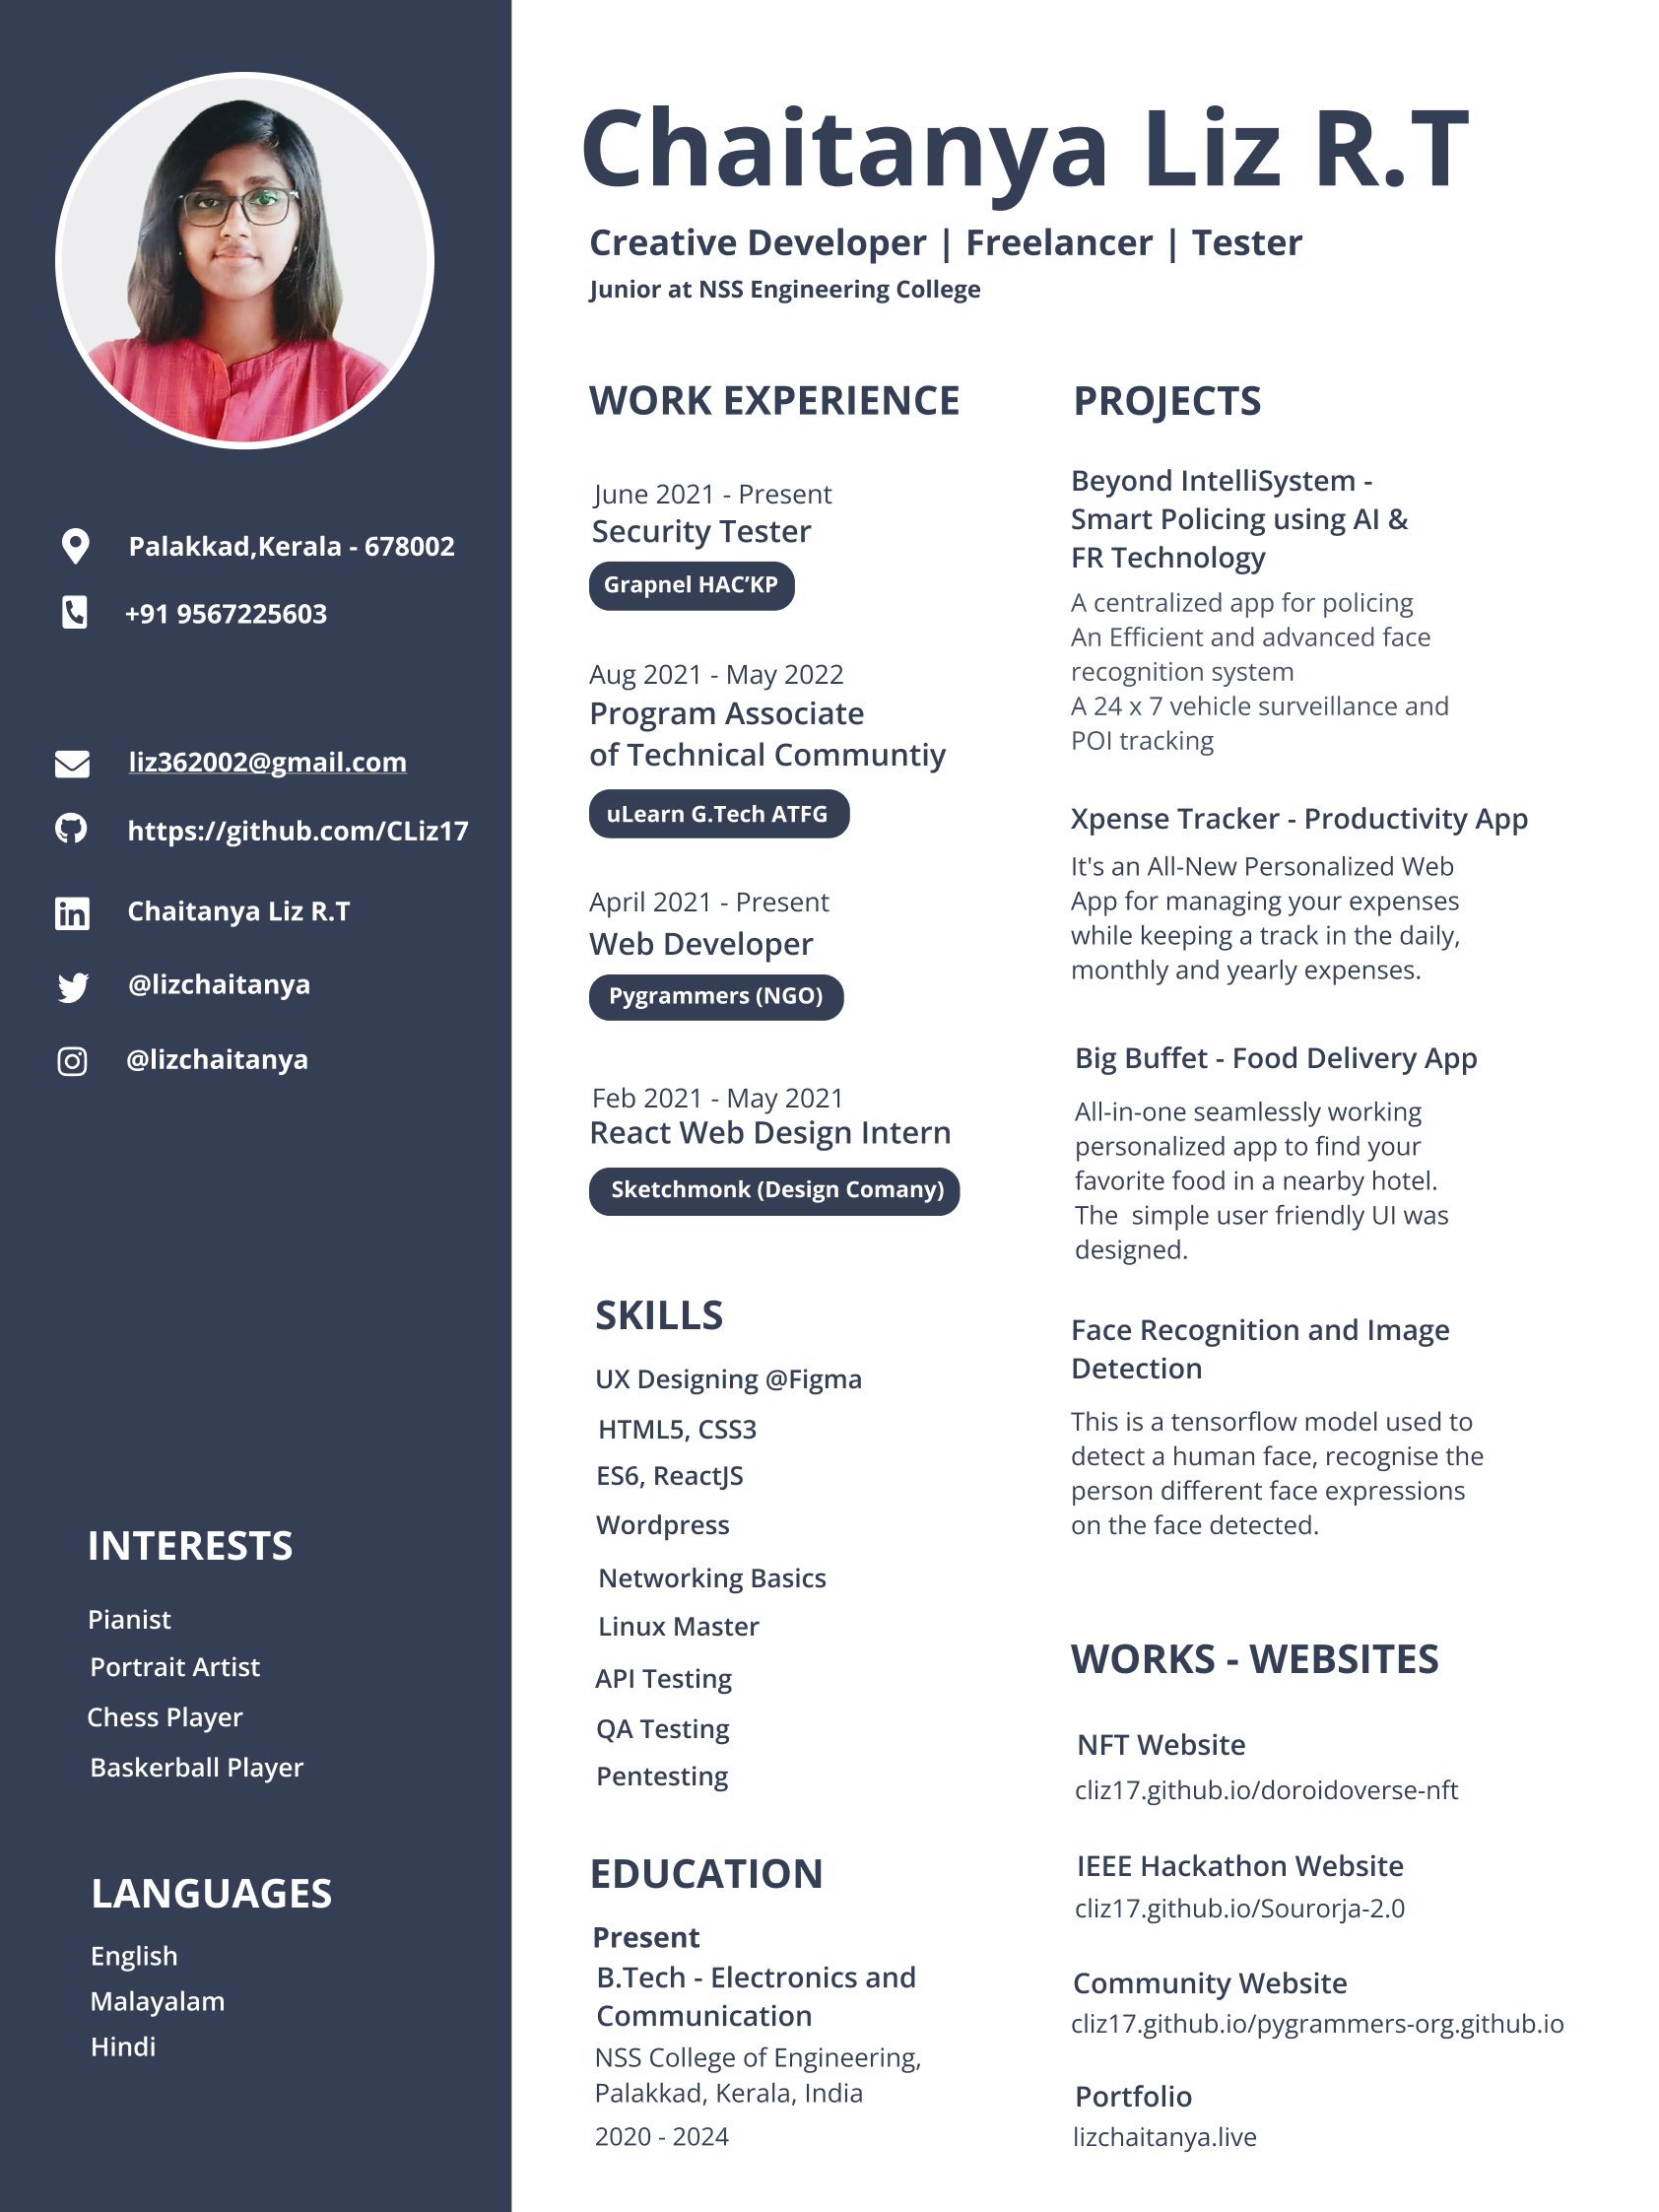 Chaitanya Liz R.T
Creative Developer | Freelancer | Tester
Junior at NSS Engineering College
Palakkad,Kerala - 678002
+91 9567225603
liz362002@gmail.com
https://github.com/CLiz17
Chaitanya Liz R.T
@lizchaitanya
@lizchaitanya
INTERESTS
Pianist
Portrait Artist
Chess Player
Baskerball Player
LANGUAGES
English
Malayalam
Hindi
WORK EXPERIENCE
June 2021 - Present
Security Tester
Grapnel HAC’KP
Aug 2021 - May 2022
Program Associate
of Technical Communtiy
uLearn G.Tech ATFG
April 2021 - Present
Web Developer
Pygrammers (NGO)
Feb 2021 - May 2021
React Web Design Intern
Sketchmonk (Design Comany)
SKILLS
UX Designing @Figma
HTML5, CSS3
ES6, ReactJS
Wordpress
Networking Basics
Linux Master
API Testing
QA Testing
Pentesting
EDUCATION
Present
B.Tech - Electronics and
Communication
NSS College of Engineering,
Palakkad, Kerala, India
2020 - 2024
PROJECTS
Beyond IntelliSystem -
Smart Policing using AI &
FR Technology
A centralized app for policing
An Efficient and advanced face
recognition system
A 24 x 7 vehicle surveillance and
POI tracking
Xpense Tracker - Productivity App
It's an All-New Personalized Web
App for managing your expenses
while keeping a track in the daily,
monthly and yearly expenses.
Big Buffet - Food Delivery App
All-in-one seamlessly working
personalized app to find your
favorite food in a nearby hotel.
The  simple user friendly UI was
designed.
Face Recognition and Image
Detection
This is a tensorflow model used to
detect a human face, recognise the
person different face expressions
on the face detected.
WORKS - WEBSITES
NFT Website
cliz17.github.io/doroidoverse-nft
IEEE Hackathon Website
cliz17.github.io/Sourorja-2.0
Community Website
cliz17.github.io/pygrammers-org.github.io
Portfolio
lizchaitanya.live